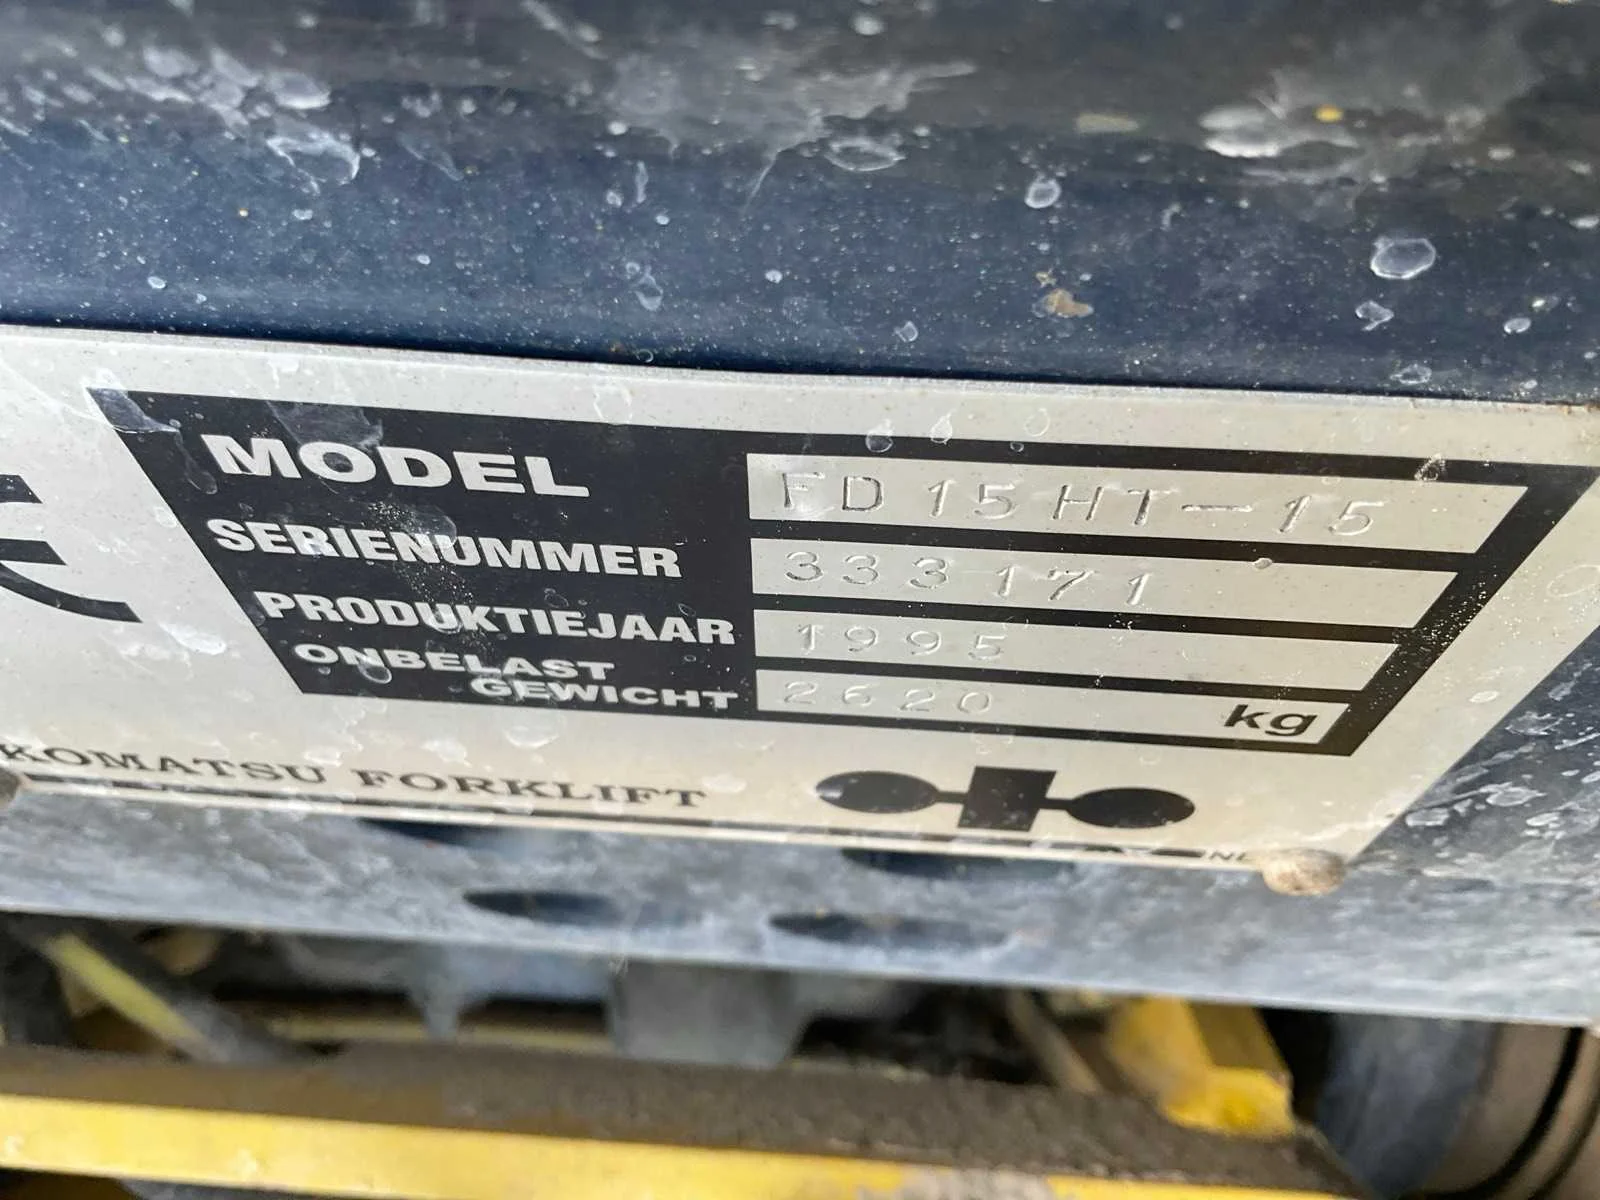 MODEL FD15HT-15
SERIENUMMER 333171
PRODUKTIEJAAR 1995
ONBELAST
GEWICHT 2620 kg
KOMATSU FORKLIFT